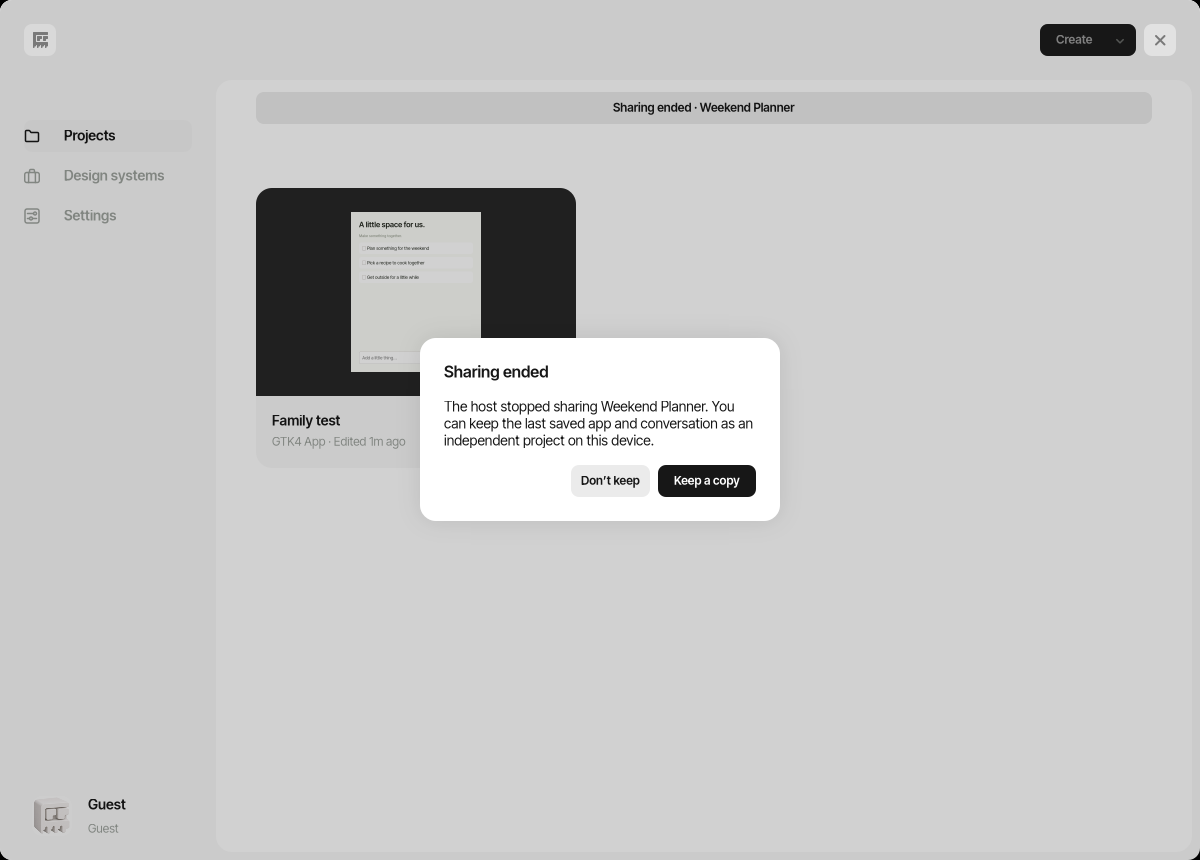 Create
Sharing ended · Weekend Planner
Projects
Design systems
Settings
A little space for us.
Plan something for the weekend
Pick a recipe to cook together
Get outside for a little while
Add a little thing...
Family test
GTK4 App · Edited 1m ago
Sharing ended
The host stopped sharing Weekend Planner. You
can keep the last saved app and conversation as an
independent project on this device.
Don’t keep
Keep a copy
Guest
Guest